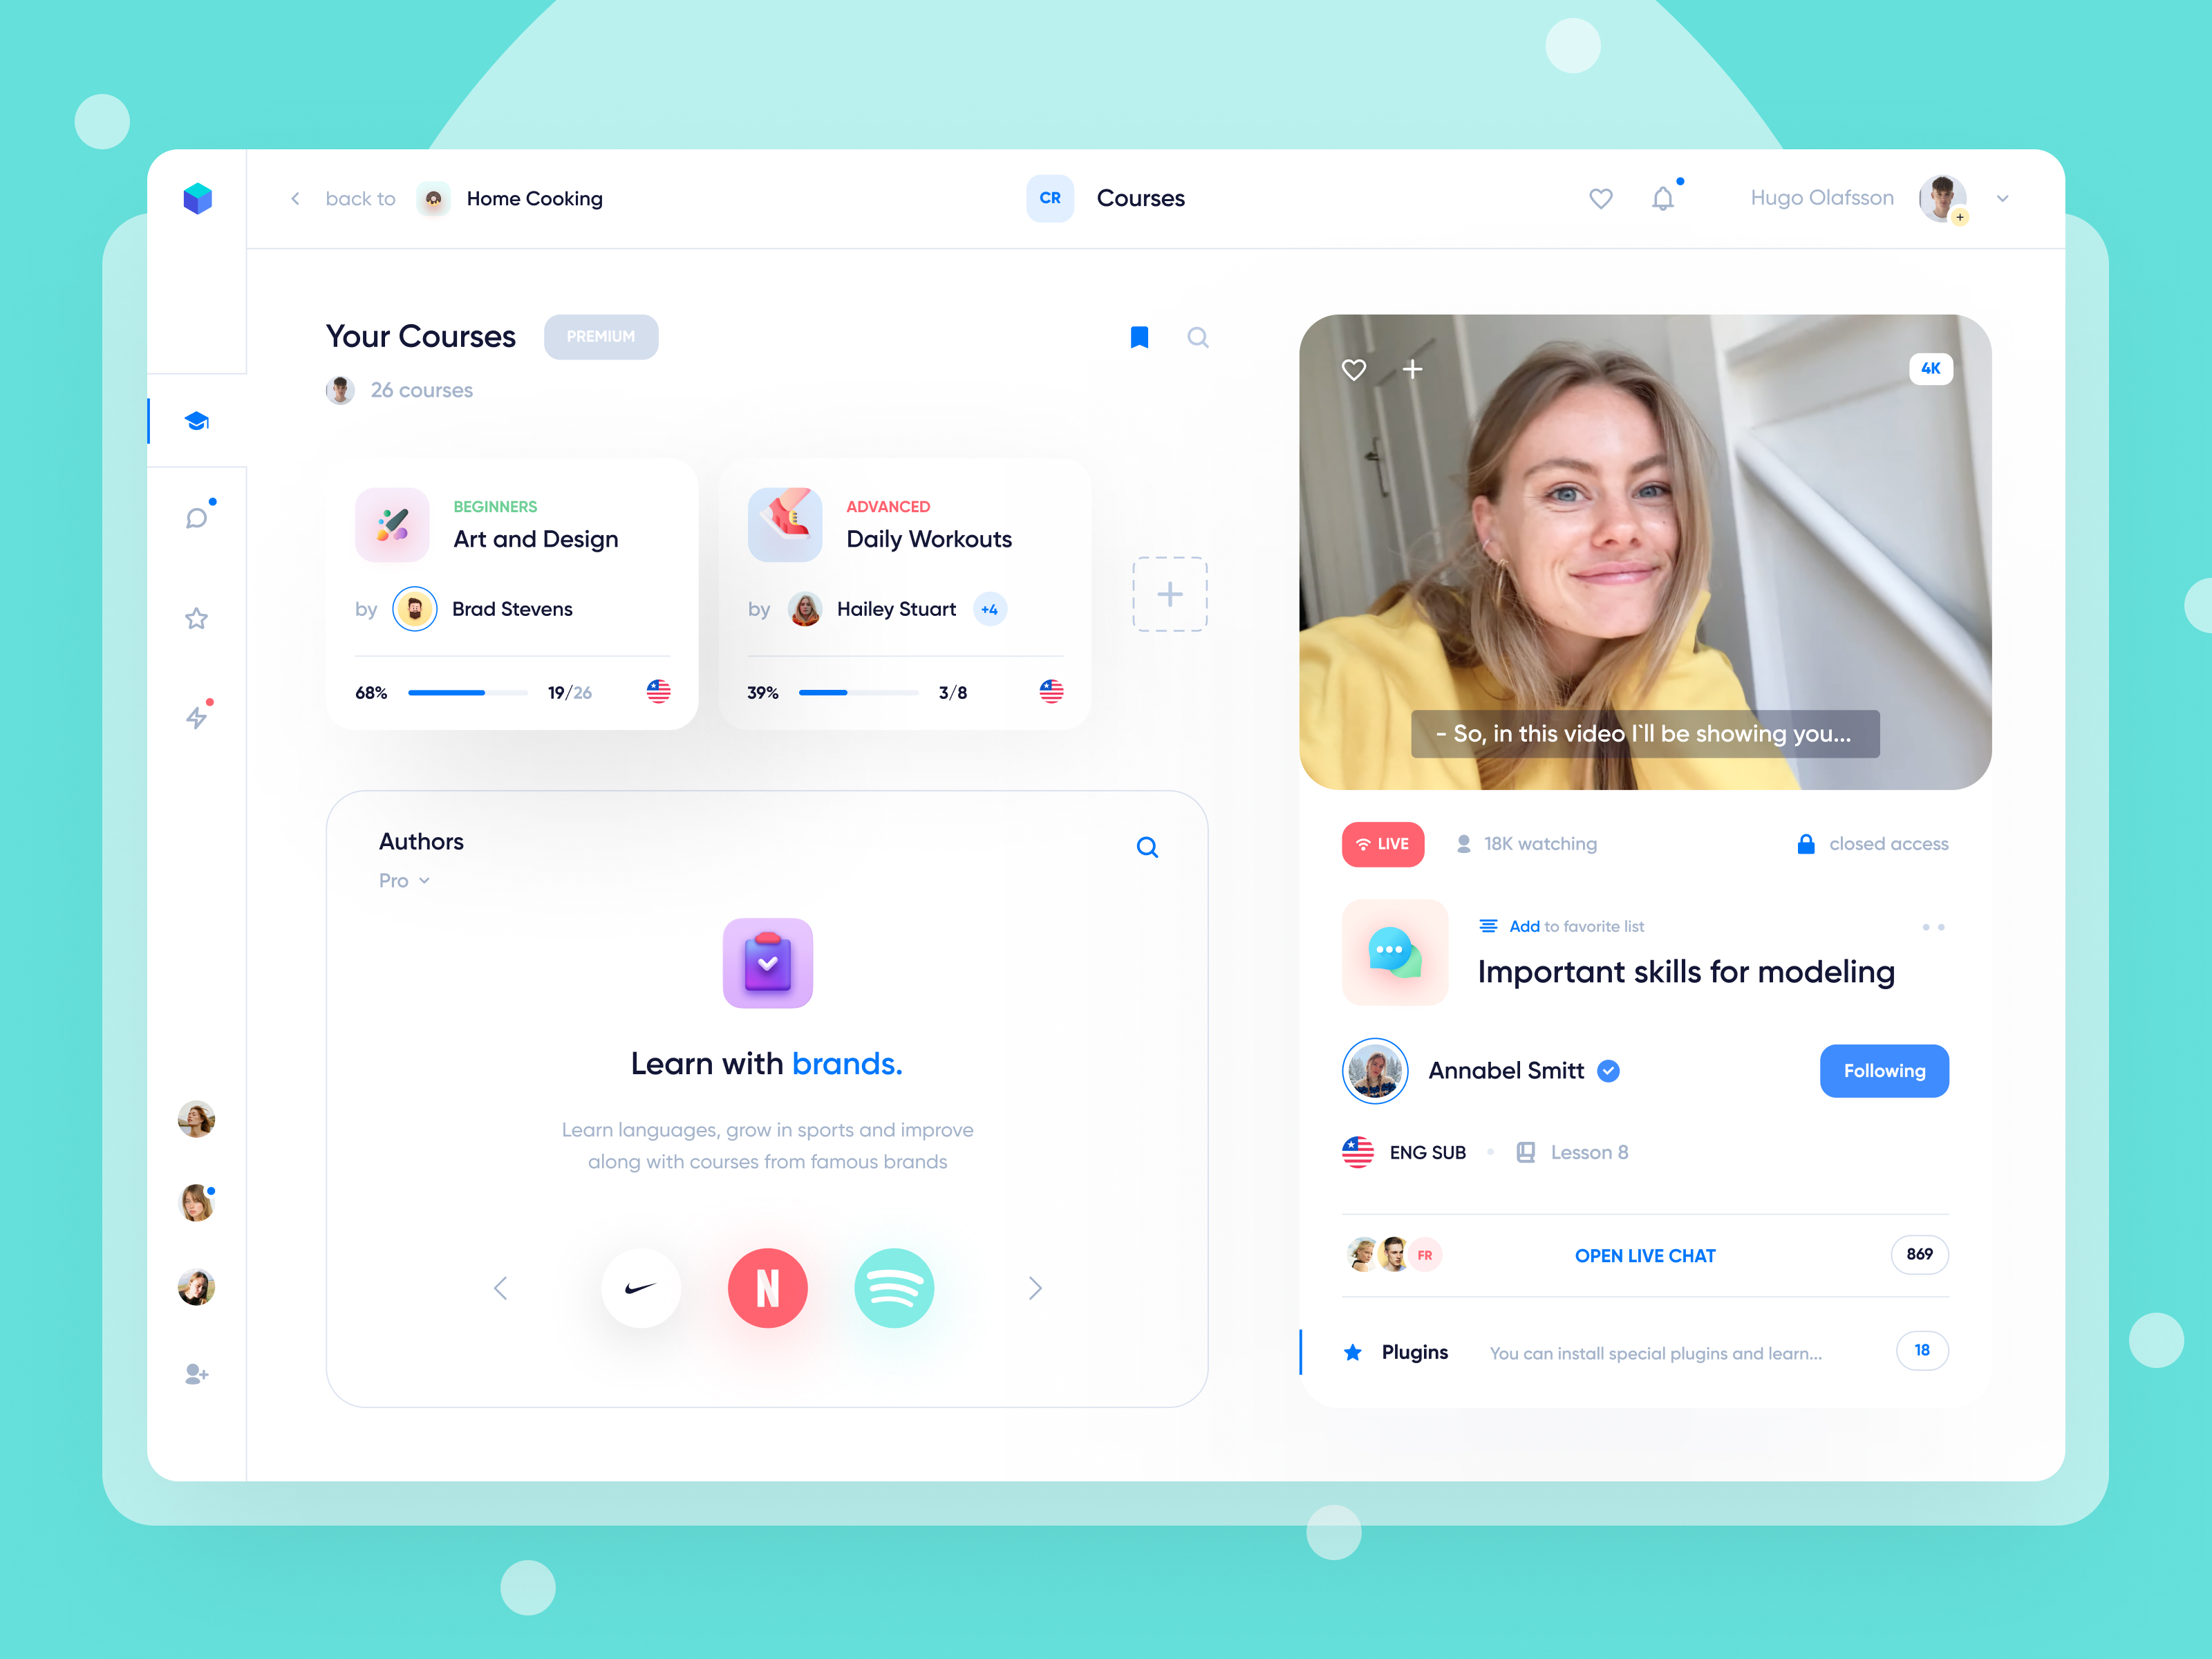 back to Home Cooking
CR Courses
Hugo Olafsson
Your Courses PREMIUM
26 courses
BEGINNERS
Art and Design
by Brad Stevens
68% 19/26
ADVANCED
Daily Workouts
by Hailey Stuart +4
39% 3/8
Authors
Pro
Learn with brands.
Learn languages, grow in sports and improve
along with courses from famous brands
N
4K
- So, in this video I`ll be showing you...
LIVE 18K watching closed access
Add to favorite list
Important skills for modeling
Annabel Smitt Following
ENG SUB Lesson 8
FR OPEN LIVE CHAT 869
Plugins You can install special plugins and learn... 18